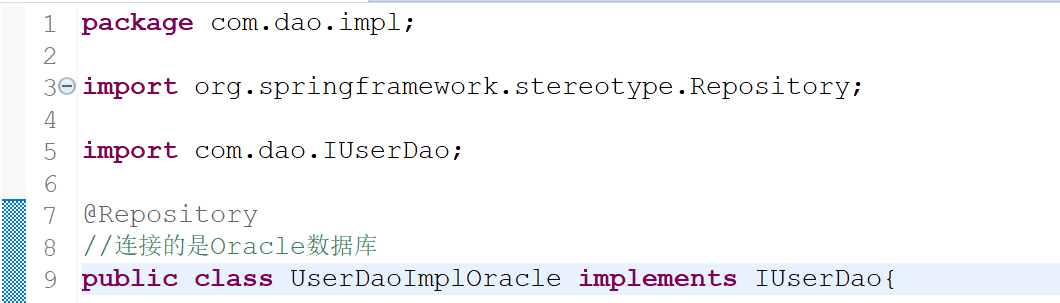 1 package com.dao.impl;
2
3 import org.springframework.stereotype.Repository;
4
5 import com.dao.IUserDao;
6
7 @Repository
8 //连接的是Oracle数据库
9 public class UserDaoImplOracle implements IUserDao{